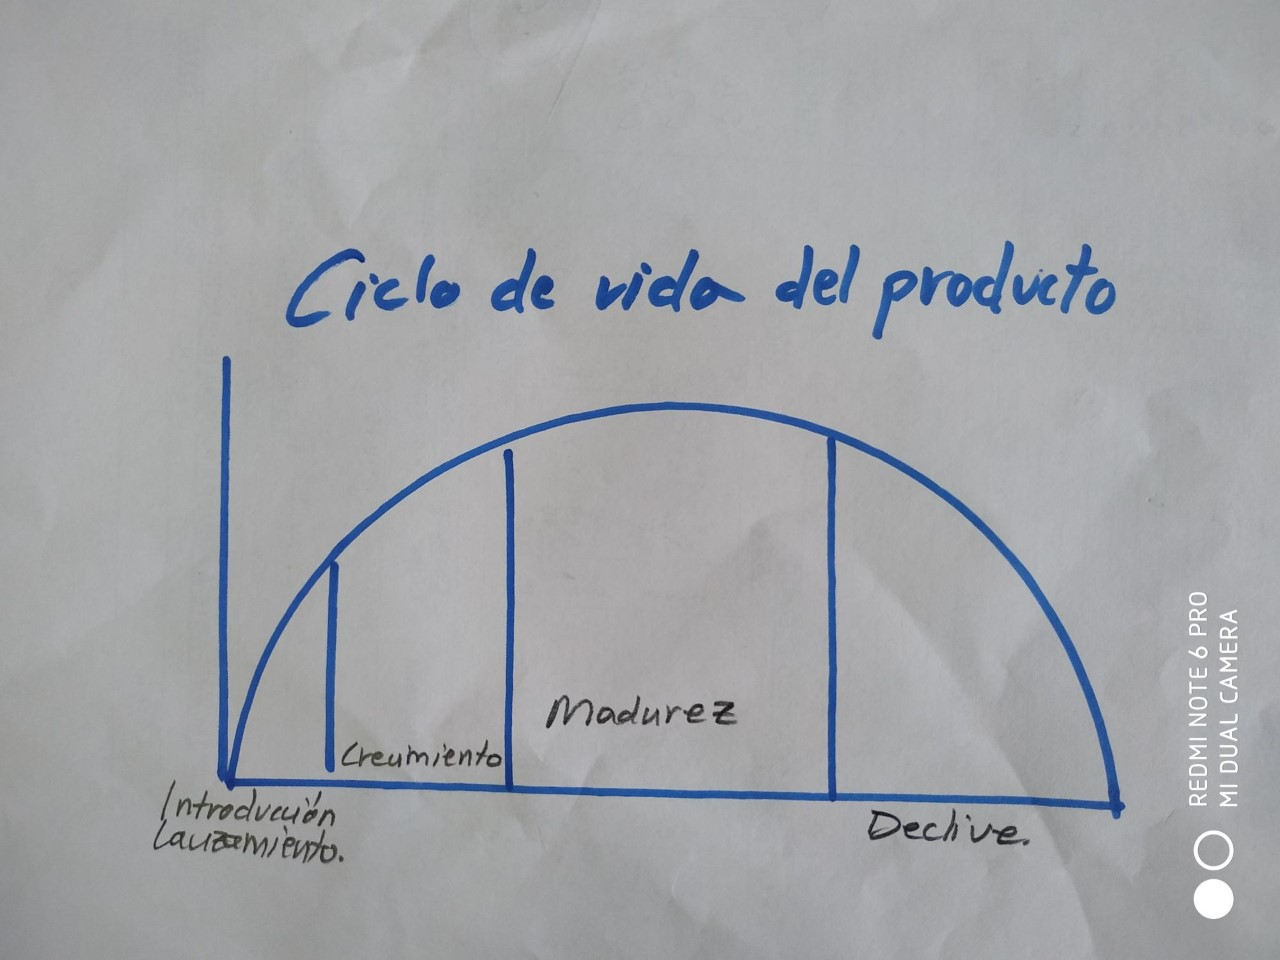 Ciclo de vida del producto
Madurez
Crecimiento
Introducción
Lanzamiento.
Declive.
REDMI NOTE 6 PRO
MI DUAL CAMERA